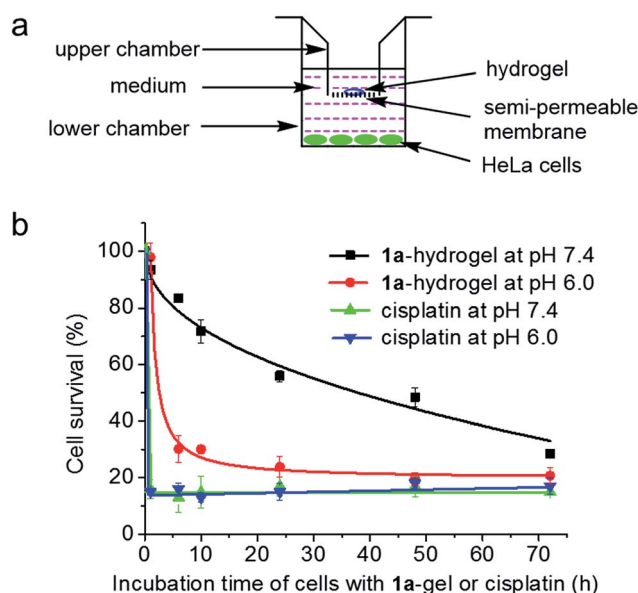 a
upper chamber
medium
lower chamber
hydrogel
semi-permeable
membrane
HeLa cells
b
1a-hydrogel at pH 7.4
1a-hydrogel at pH 6.0
cisplatin at pH 7.4
cisplatin at pH 6.0
Cell survival (%)
100
80
60
40
20
0
0 10 20 30 40 50 60 70
Incubation time of cells with 1a-gel or cisplatin (h)